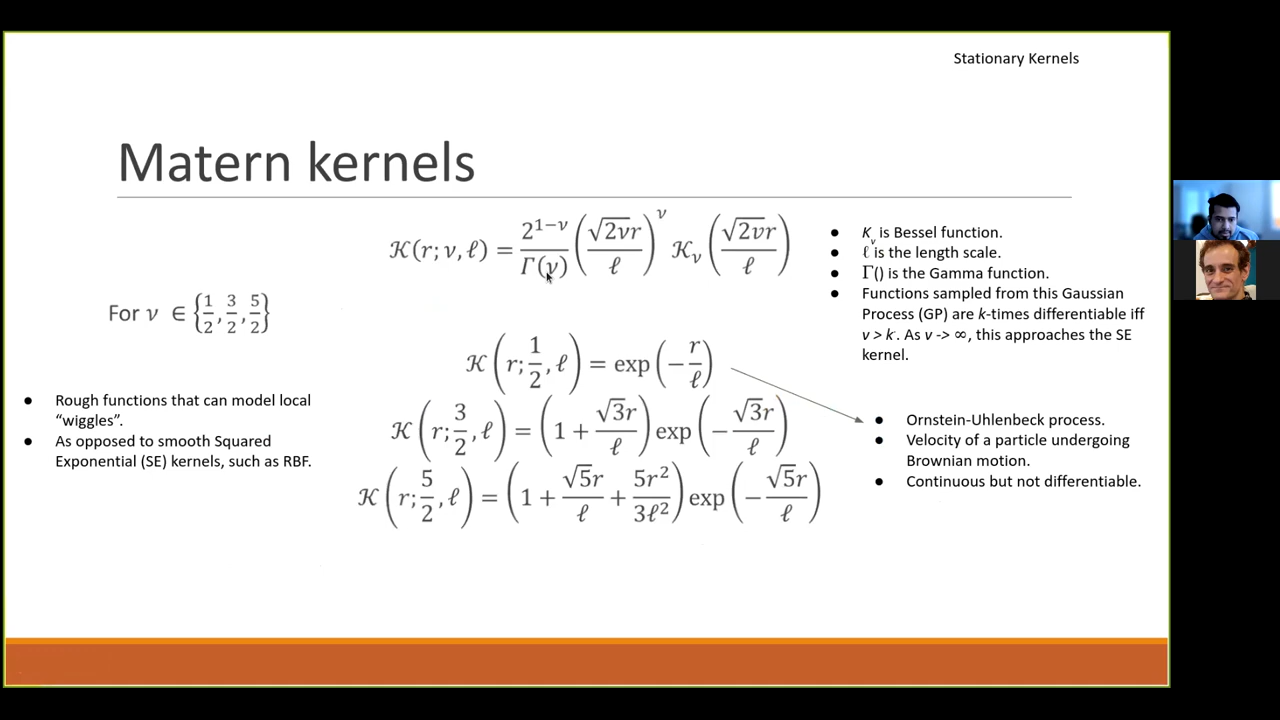 Stationary Kernels
Matern kernels
𝒦(r; ν, ℓ) = 2^{1−ν}/Γ(ν) (√(2ν)r/ℓ)^ν 𝒦_ν (√(2ν)r/ℓ)
● K_v is Bessel function.
● ℓ is the length scale.
● Γ() is the Gamma function.
● Functions sampled from this Gaussian
Process (GP) are k-times differentiable iff
v > k. As v -> ∞, this approaches the SE
kernel.
For ν ∈ {1/2, 3/2, 5/2}
𝒦(r; 1/2, ℓ) = exp(−r/ℓ)
𝒦(r; 3/2, ℓ) = (1 + √3r/ℓ) exp(−√3r/ℓ)
𝒦(r; 5/2, ℓ) = (1 + √5r/ℓ + 5r²/3ℓ²) exp(−√5r/ℓ)
● Rough functions that can model local
“wiggles”.
● As opposed to smooth Squared
Exponential (SE) kernels, such as RBF.
● Ornstein-Uhlenbeck process.
● Velocity of a particle undergoing
Brownian motion.
● Continuous but not differentiable.